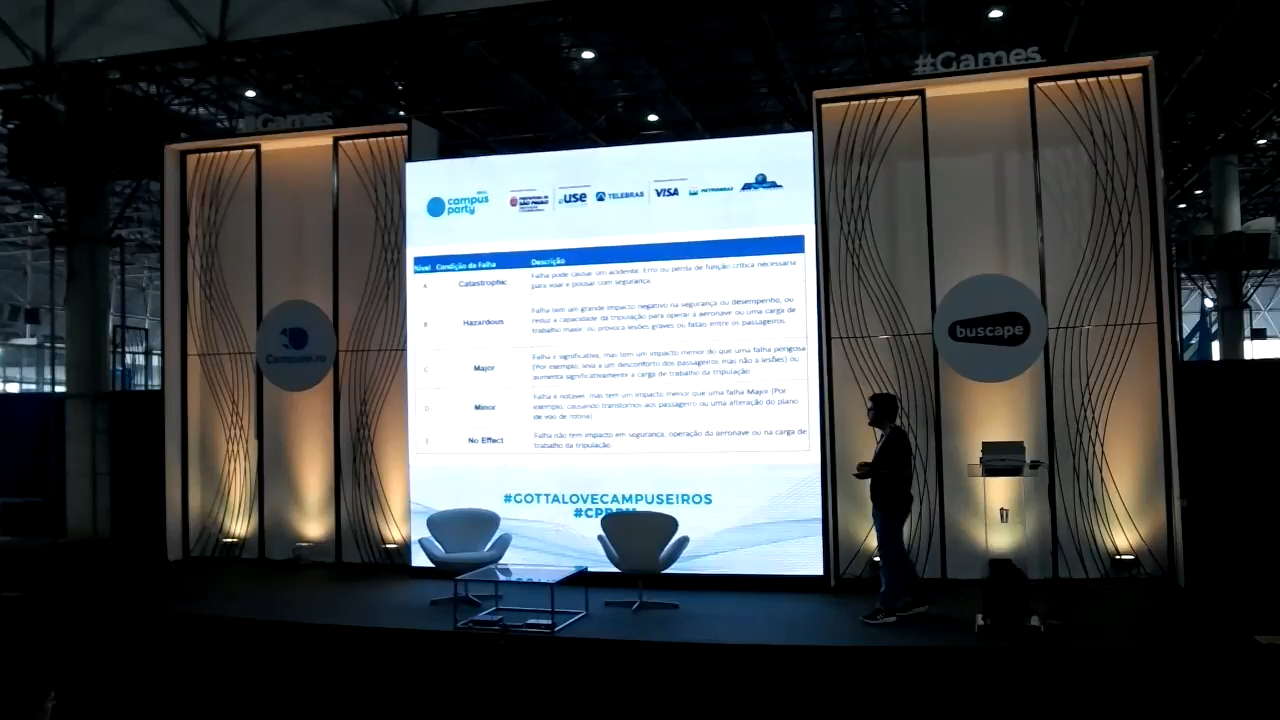 #Games
#Games
campus
party
PREFEITURA DE
SÃO PAULO
USE
TELEBRAS
VISA
PETROBRAS
Nível Condição da Falha Descrição
A Catastrophic Falha pode causar um acidente. Erro ou perda de função crítica necessária
para voar e pousar com segurança.
B Hazardous Falha tem um grande impacto negativo na segurança ou desempenho, ou
reduz a capacidade da tripulação para operar a aeronave ou uma carga de
trabalho maior, ou provoca lesões graves ou fatais entre os passageiros.
C Major Falha é significativa, mas tem um impacto menor do que uma falha perigosa
(Por exemplo, leva a um desconforto dos passageiros mas não a lesões) ou
aumenta significativamente a carga de trabalho da tripulação
D Minor Falha é notável, mas tem um impacto menor que uma falha Major (Por
exemplo, causando transtornos aos passageiro ou uma alteração do plano
de voo de rotina)
E No Effect Falha não tem impacto em segurança, operação da aeronave ou na carga de
trabalho da tripulação.
#GOTTALOVECAMPUSEIROS
buscape